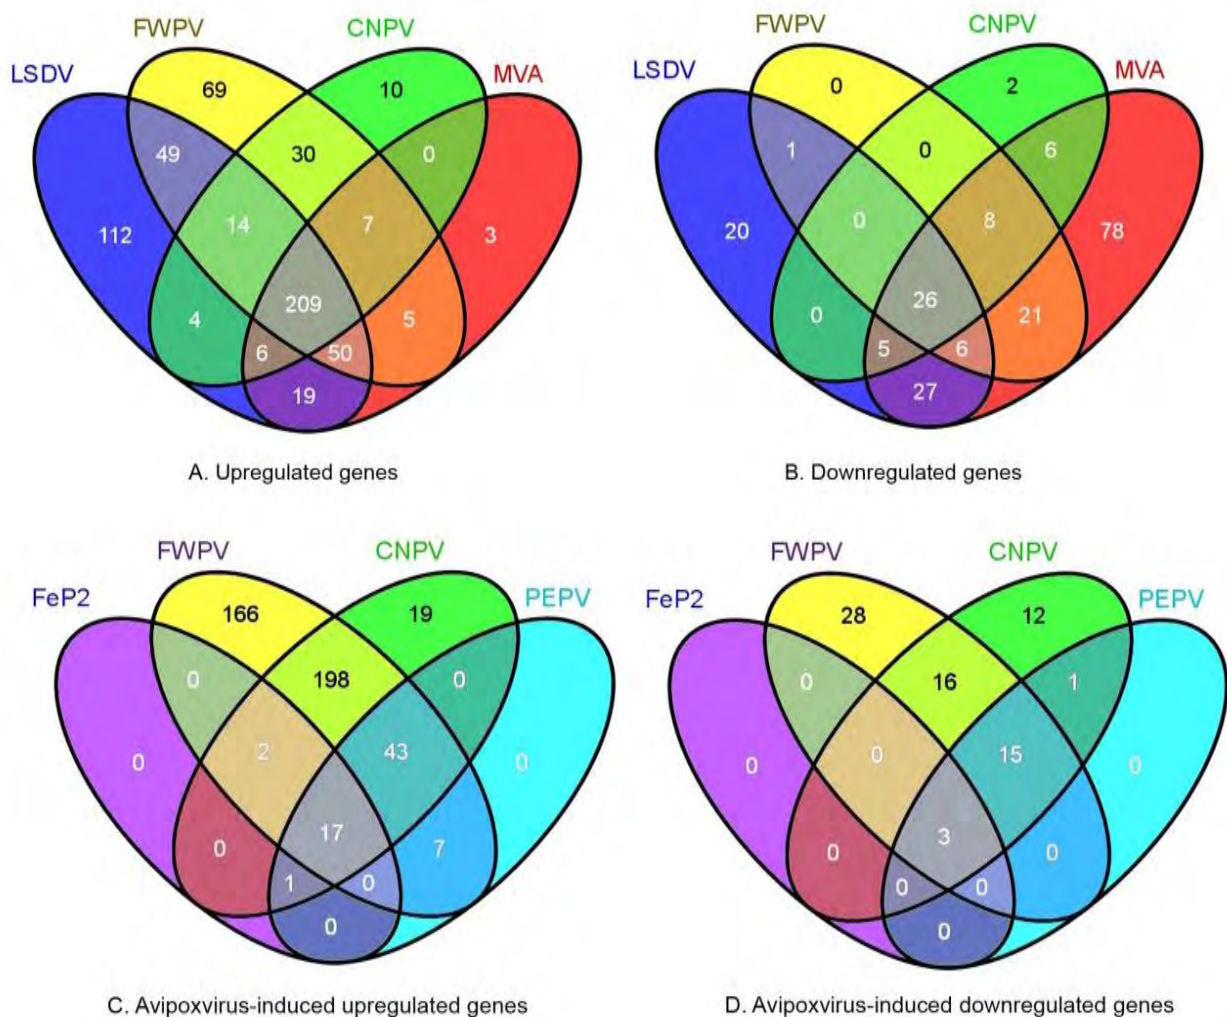 FWPV CNPV
LSDV MVA
69 10
49 30 0
112 14 7 3
209
4 5
6 50
19
A. Upregulated genes
FWPV CNPV
LSDV MVA
0 2
1 0 6
20 0 8 78
26
0 21
5 6
27
B. Downregulated genes
FWPV CNPV
FeP2 PEPV
166 19
0 198 0
0 2 43 0
17
0 7
1 0
0
C. Avipoxvirus-induced upregulated genes
FWPV CNPV
FeP2 PEPV
28 12
0 16 1
0 0 15 0
3
0 0
0 0
0
D. Avipoxvirus-induced downregulated genes